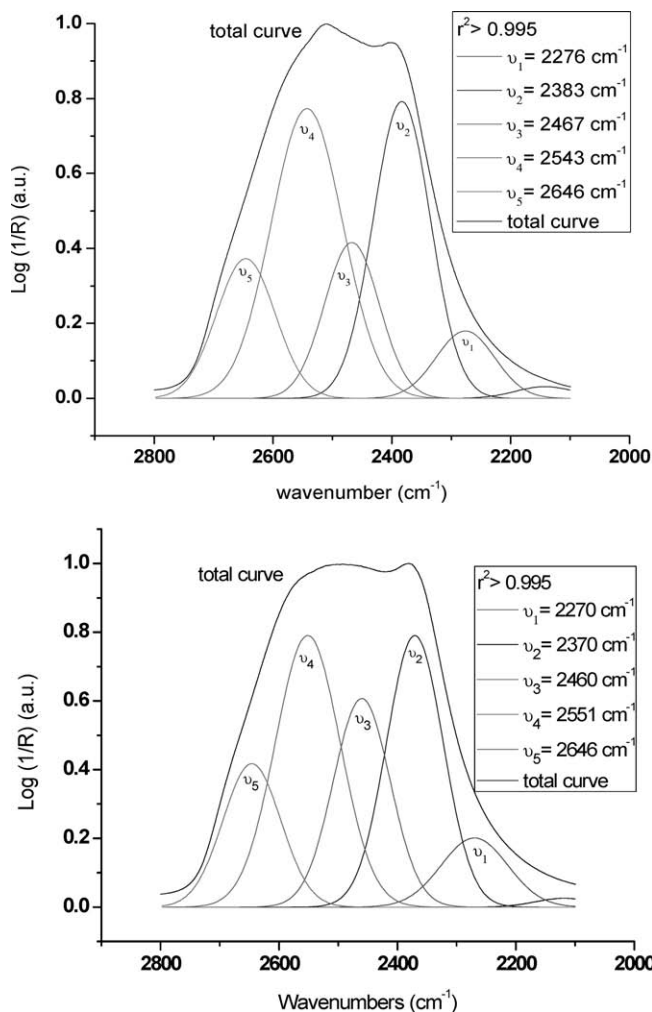 total curve
r²> 0.995
υ₁= 2276 cm⁻¹
υ₂= 2383 cm⁻¹
υ₃= 2467 cm⁻¹
υ₄= 2543 cm⁻¹
υ₅= 2646 cm⁻¹
total curve
υ₄
υ₂
υ₃
υ₅
υ₁
Log (1/R) (a.u.)
1.0
0.8
0.6
0.4
0.2
0.0
2800 2600 2400 2200 2000
wavenumber (cm⁻¹)
total curve
r²> 0.995
υ₁= 2270 cm⁻¹
υ₂= 2370 cm⁻¹
υ₃= 2460 cm⁻¹
υ₄= 2551 cm⁻¹
υ₅= 2646 cm⁻¹
total curve
υ₄
υ₂
υ₃
υ₅
υ₁
Log (1/R) (a.u.)
1.0
0.8
0.6
0.4
0.2
0.0
2800 2600 2400 2200 2000
Wavenumbers (cm⁻¹)